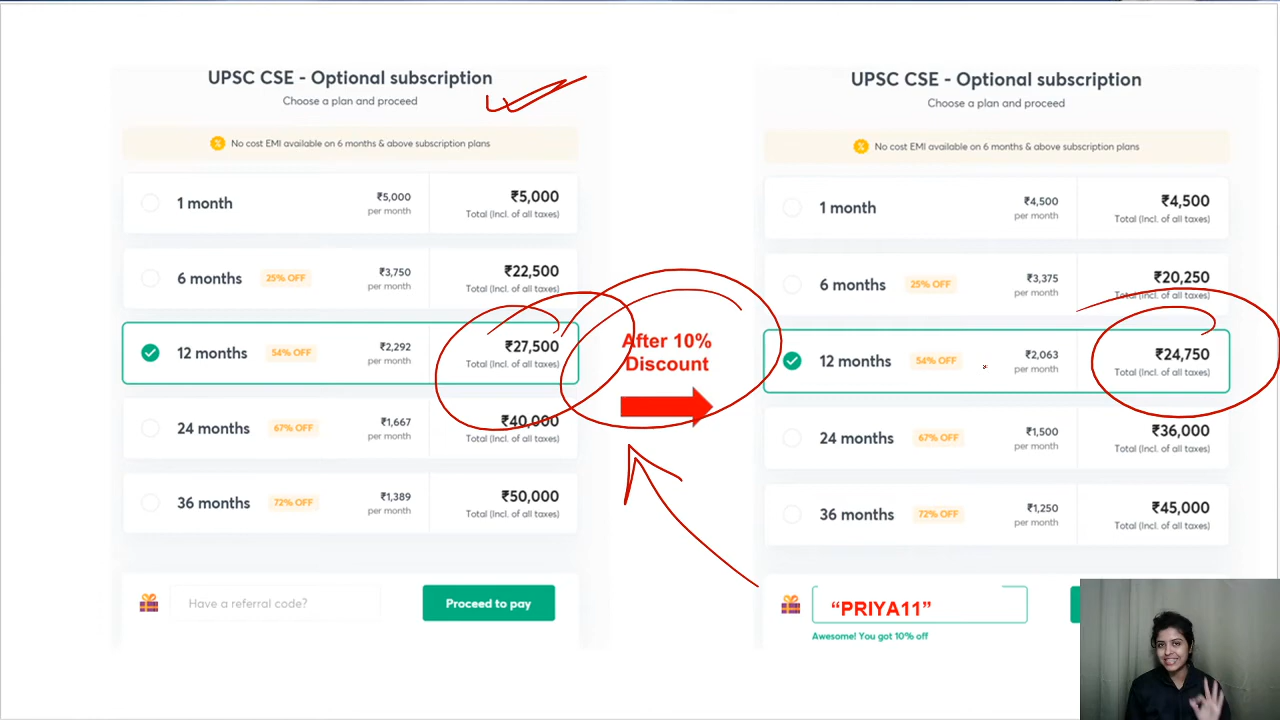 UPSC CSE - Optional subscription
Choose a plan and proceed
No cost EMI available on 6 months & above subscription plans
1 month
₹5,000
per month
₹5,000
Total (Incl. of all taxes)
6 months
25% OFF
₹3,750
per month
₹22,500
Total (Incl. of all taxes)
12 months
54% OFF
₹2,292
per month
₹27,500
Total (Incl. of all taxes)
24 months
67% OFF
₹1,667
per month
₹40,000
Total (Incl. of all taxes)
36 months
72% OFF
₹1,389
per month
₹50,000
Total (Incl. of all taxes)
Have a referral code?
Proceed to pay
After 10%
Discount
UPSC CSE - Optional subscription
Choose a plan and proceed
No cost EMI available on 6 months & above subscription plans
1 month
₹4,500
per month
₹4,500
Total (Incl. of all taxes)
6 months
25% OFF
₹3,375
per month
₹20,250
Total (Incl. of all taxes)
12 months
54% OFF
₹2,063
per month
₹24,750
Total (Incl. of all taxes)
24 months
67% OFF
₹1,500
per month
₹36,000
Total (Incl. of all taxes)
36 months
72% OFF
₹1,250
per month
₹45,000
Total (Incl. of all taxes)
“PRIYA11”
Awesome! You got 10% off